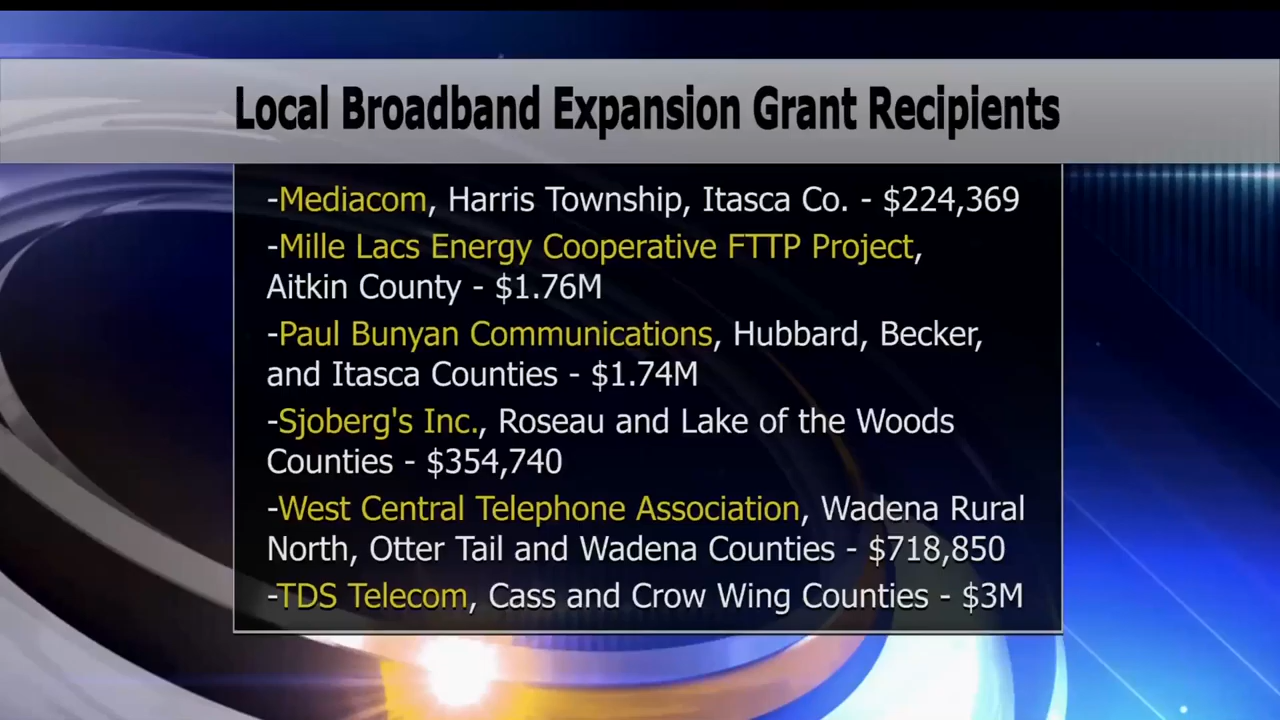 Local Broadband Expansion Grant Recipients
-Mediacom, Harris Township, Itasca Co. - $224,369
-Mille Lacs Energy Cooperative FTTP Project,
Aitkin County - $1.76M
-Paul Bunyan Communications, Hubbard, Becker,
and Itasca Counties - $1.74M
-Sjoberg's Inc., Roseau and Lake of the Woods
Counties - $354,740
-West Central Telephone Association, Wadena Rural
North, Otter Tail and Wadena Counties - $718,850
-TDS Telecom, Cass and Crow Wing Counties - $3M